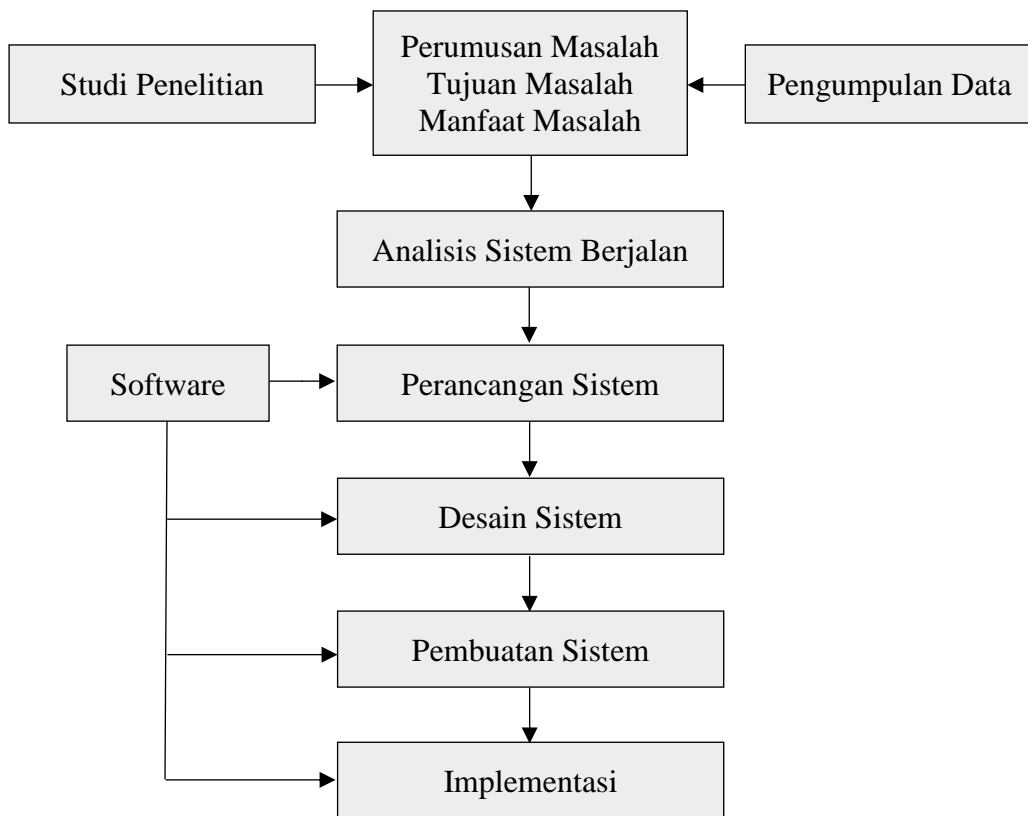 Studi Penelitian
Perumusan Masalah
Tujuan Masalah
Manfaat Masalah
Pengumpulan Data
Analisis Sistem Berjalan
Software
Perancangan Sistem
Desain Sistem
Pembuatan Sistem
Implementasi